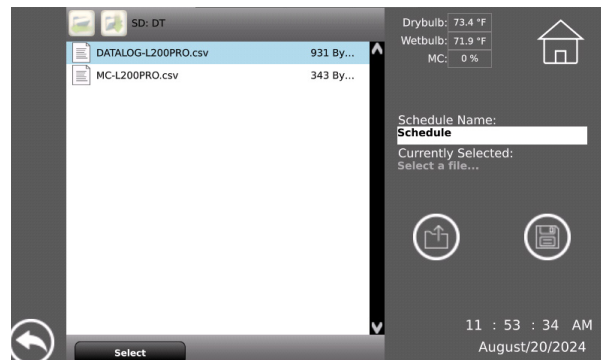 SD: DT
DATALOG-L200PRO.csv 931 By...
MC-L200PRO.csv 343 By...
Select
Drybulb: 73.4 °F
Wetbulb: 71.9 °F
MC: 0 %
Schedule Name:
Schedule
Currently Selected:
Select a file...
11 : 53 : 34 AM
August/20/2024